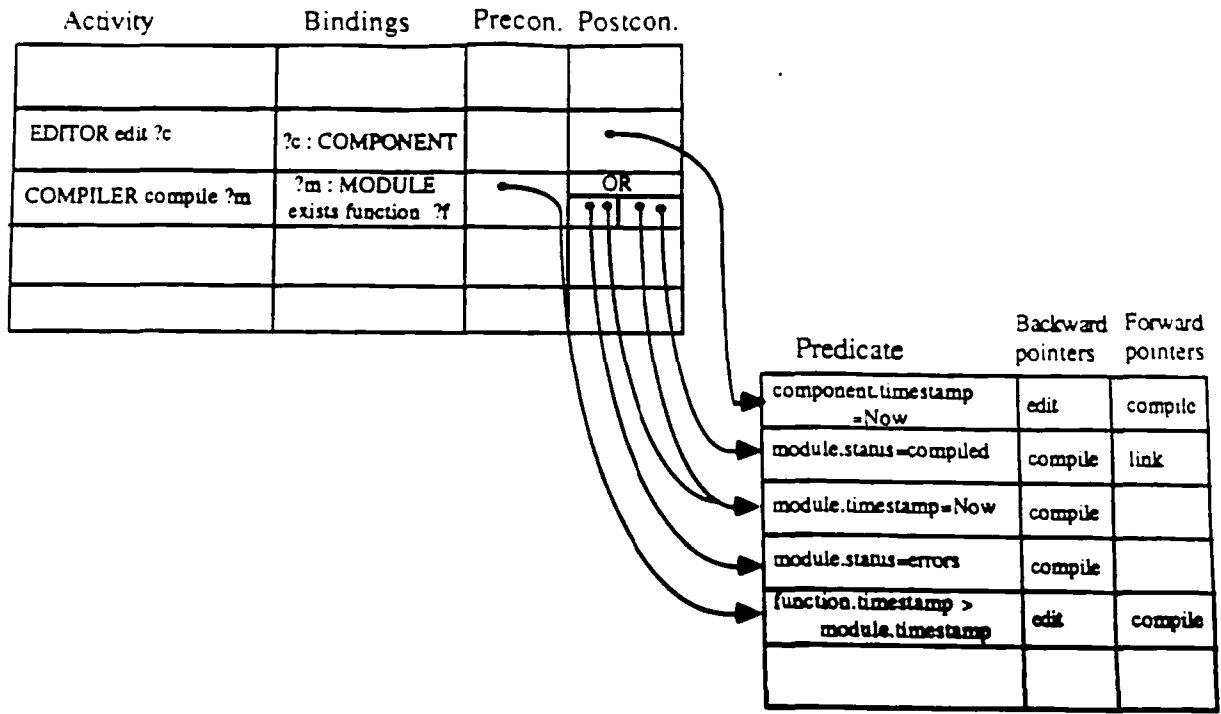 Activity Bindings Precon. Postcon.
EDITOR edit ?c ?c : COMPONENT
COMPILER compile ?m ?m : MODULE OR
exists function ?f
Backward Forward
Predicate pointers pointers
component.timestamp
=Now edit compile
module.status=compiled compile link
module.timestamp=Now compile
module.status=errors compile
function.timestamp >
module.timestamp edit compile